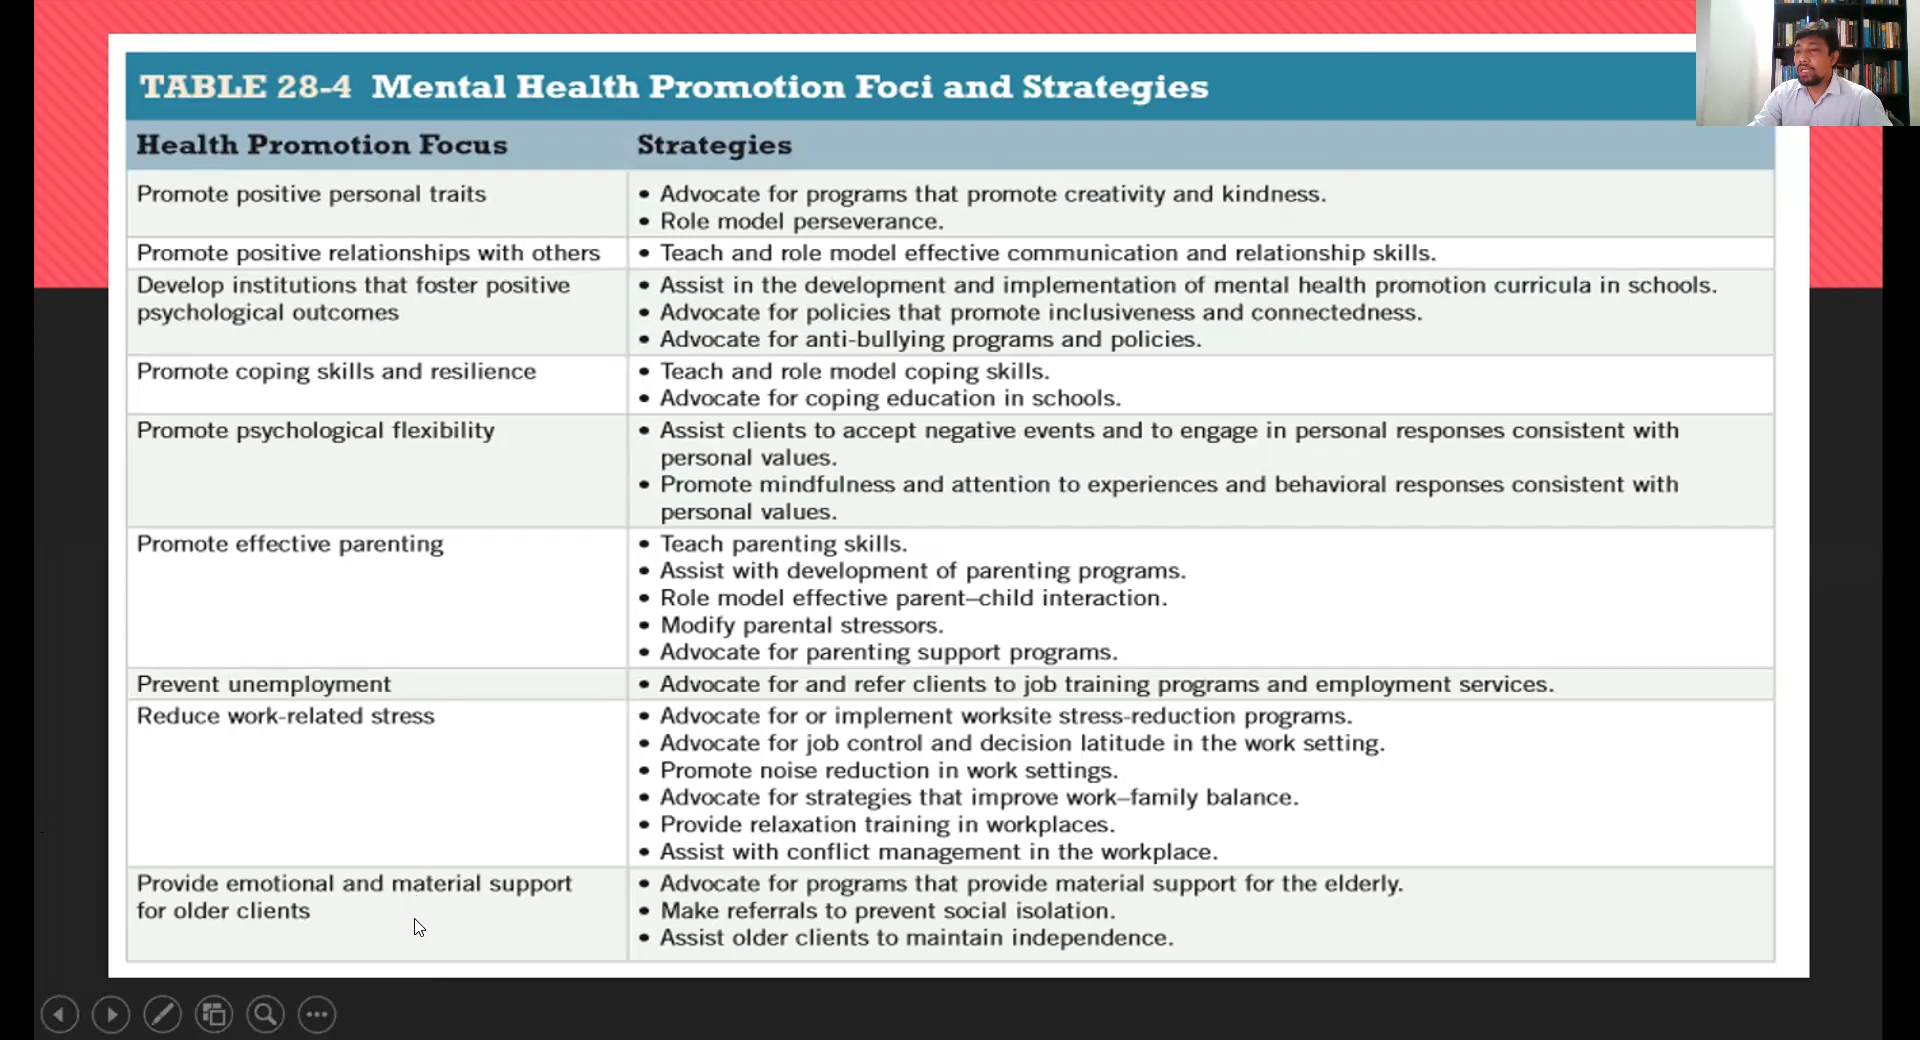 TABLE 28-4 Mental Health Promotion Foci and Strategies
Health Promotion Focus
Strategies
Promote positive personal traits
• Advocate for programs that promote creativity and kindness.
• Role model perseverance.
Promote positive relationships with others
• Teach and role model effective communication and relationship skills.
Develop institutions that foster positive
psychological outcomes
• Assist in the development and implementation of mental health promotion curricula in schools.
• Advocate for policies that promote inclusiveness and connectedness.
• Advocate for anti-bullying programs and policies.
Promote coping skills and resilience
• Teach and role model coping skills.
• Advocate for coping education in schools.
Promote psychological flexibility
• Assist clients to accept negative events and to engage in personal responses consistent with
personal values.
• Promote mindfulness and attention to experiences and behavioral responses consistent with
personal values.
Promote effective parenting
• Teach parenting skills.
• Assist with development of parenting programs.
• Role model effective parent–child interaction.
• Modify parental stressors.
• Advocate for parenting support programs.
Prevent unemployment
• Advocate for and refer clients to job training programs and employment services.
Reduce work-related stress
• Advocate for or implement worksite stress-reduction programs.
• Advocate for job control and decision latitude in the work setting.
• Promote noise reduction in work settings.
• Advocate for strategies that improve work–family balance.
• Provide relaxation training in workplaces.
• Assist with conflict management in the workplace.
Provide emotional and material support
for older clients
• Advocate for programs that provide material support for the elderly.
• Make referrals to prevent social isolation.
• Assist older clients to maintain independence.